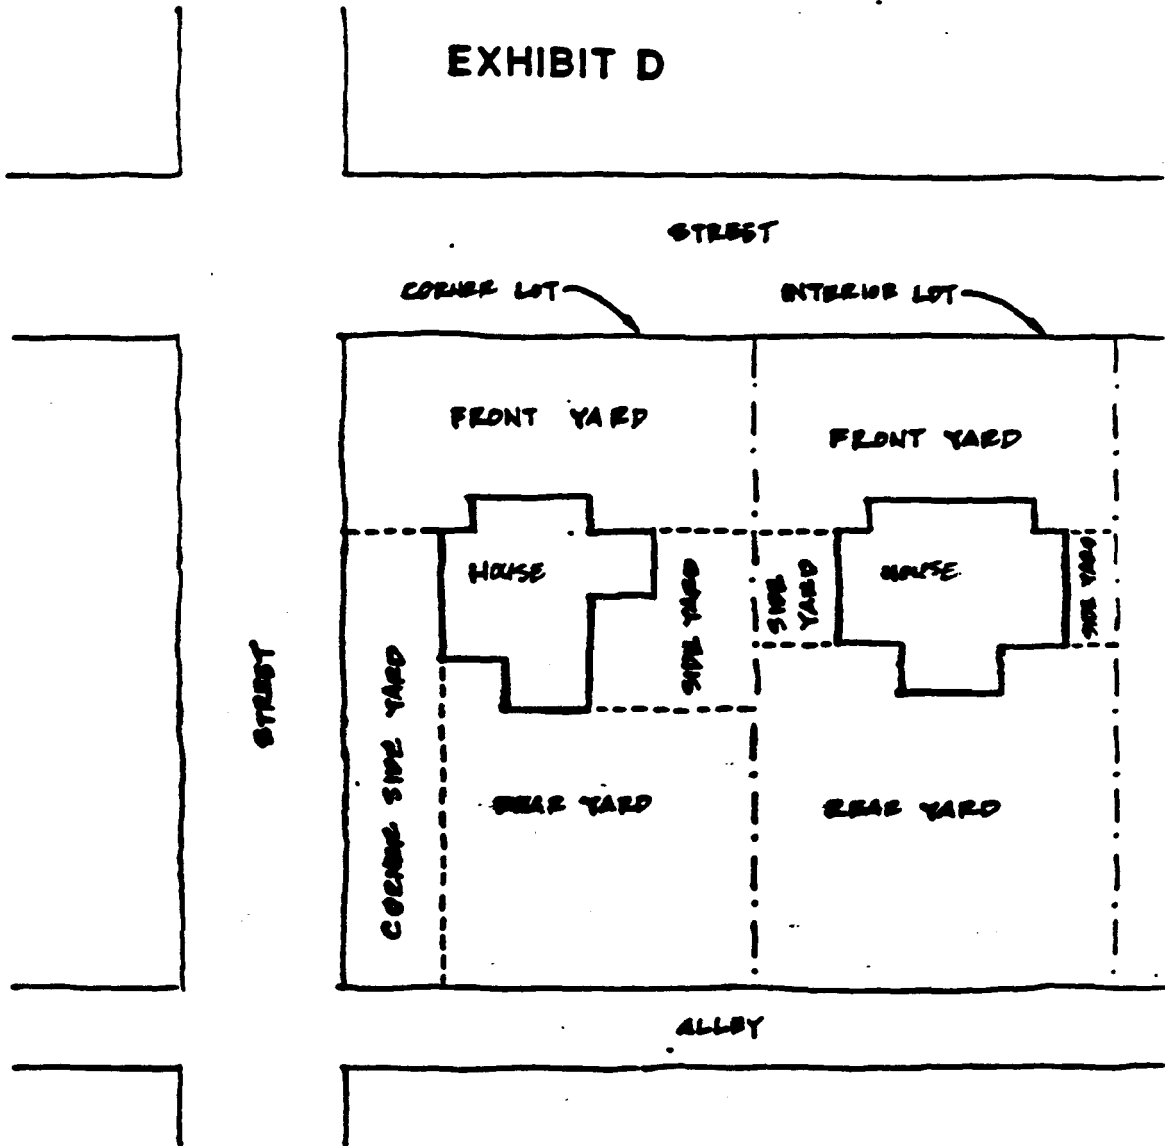 EXHIBIT D
STREET
CORNER LOT
INTERIOR LOT
FRONT YARD
FRONT YARD
HOUSE
SIDE YARD
SIDE
YARD
HOUSE
SIDE YARD
STREET
CORNER SIDE YARD
REAR YARD
REAR YARD
ALLEY